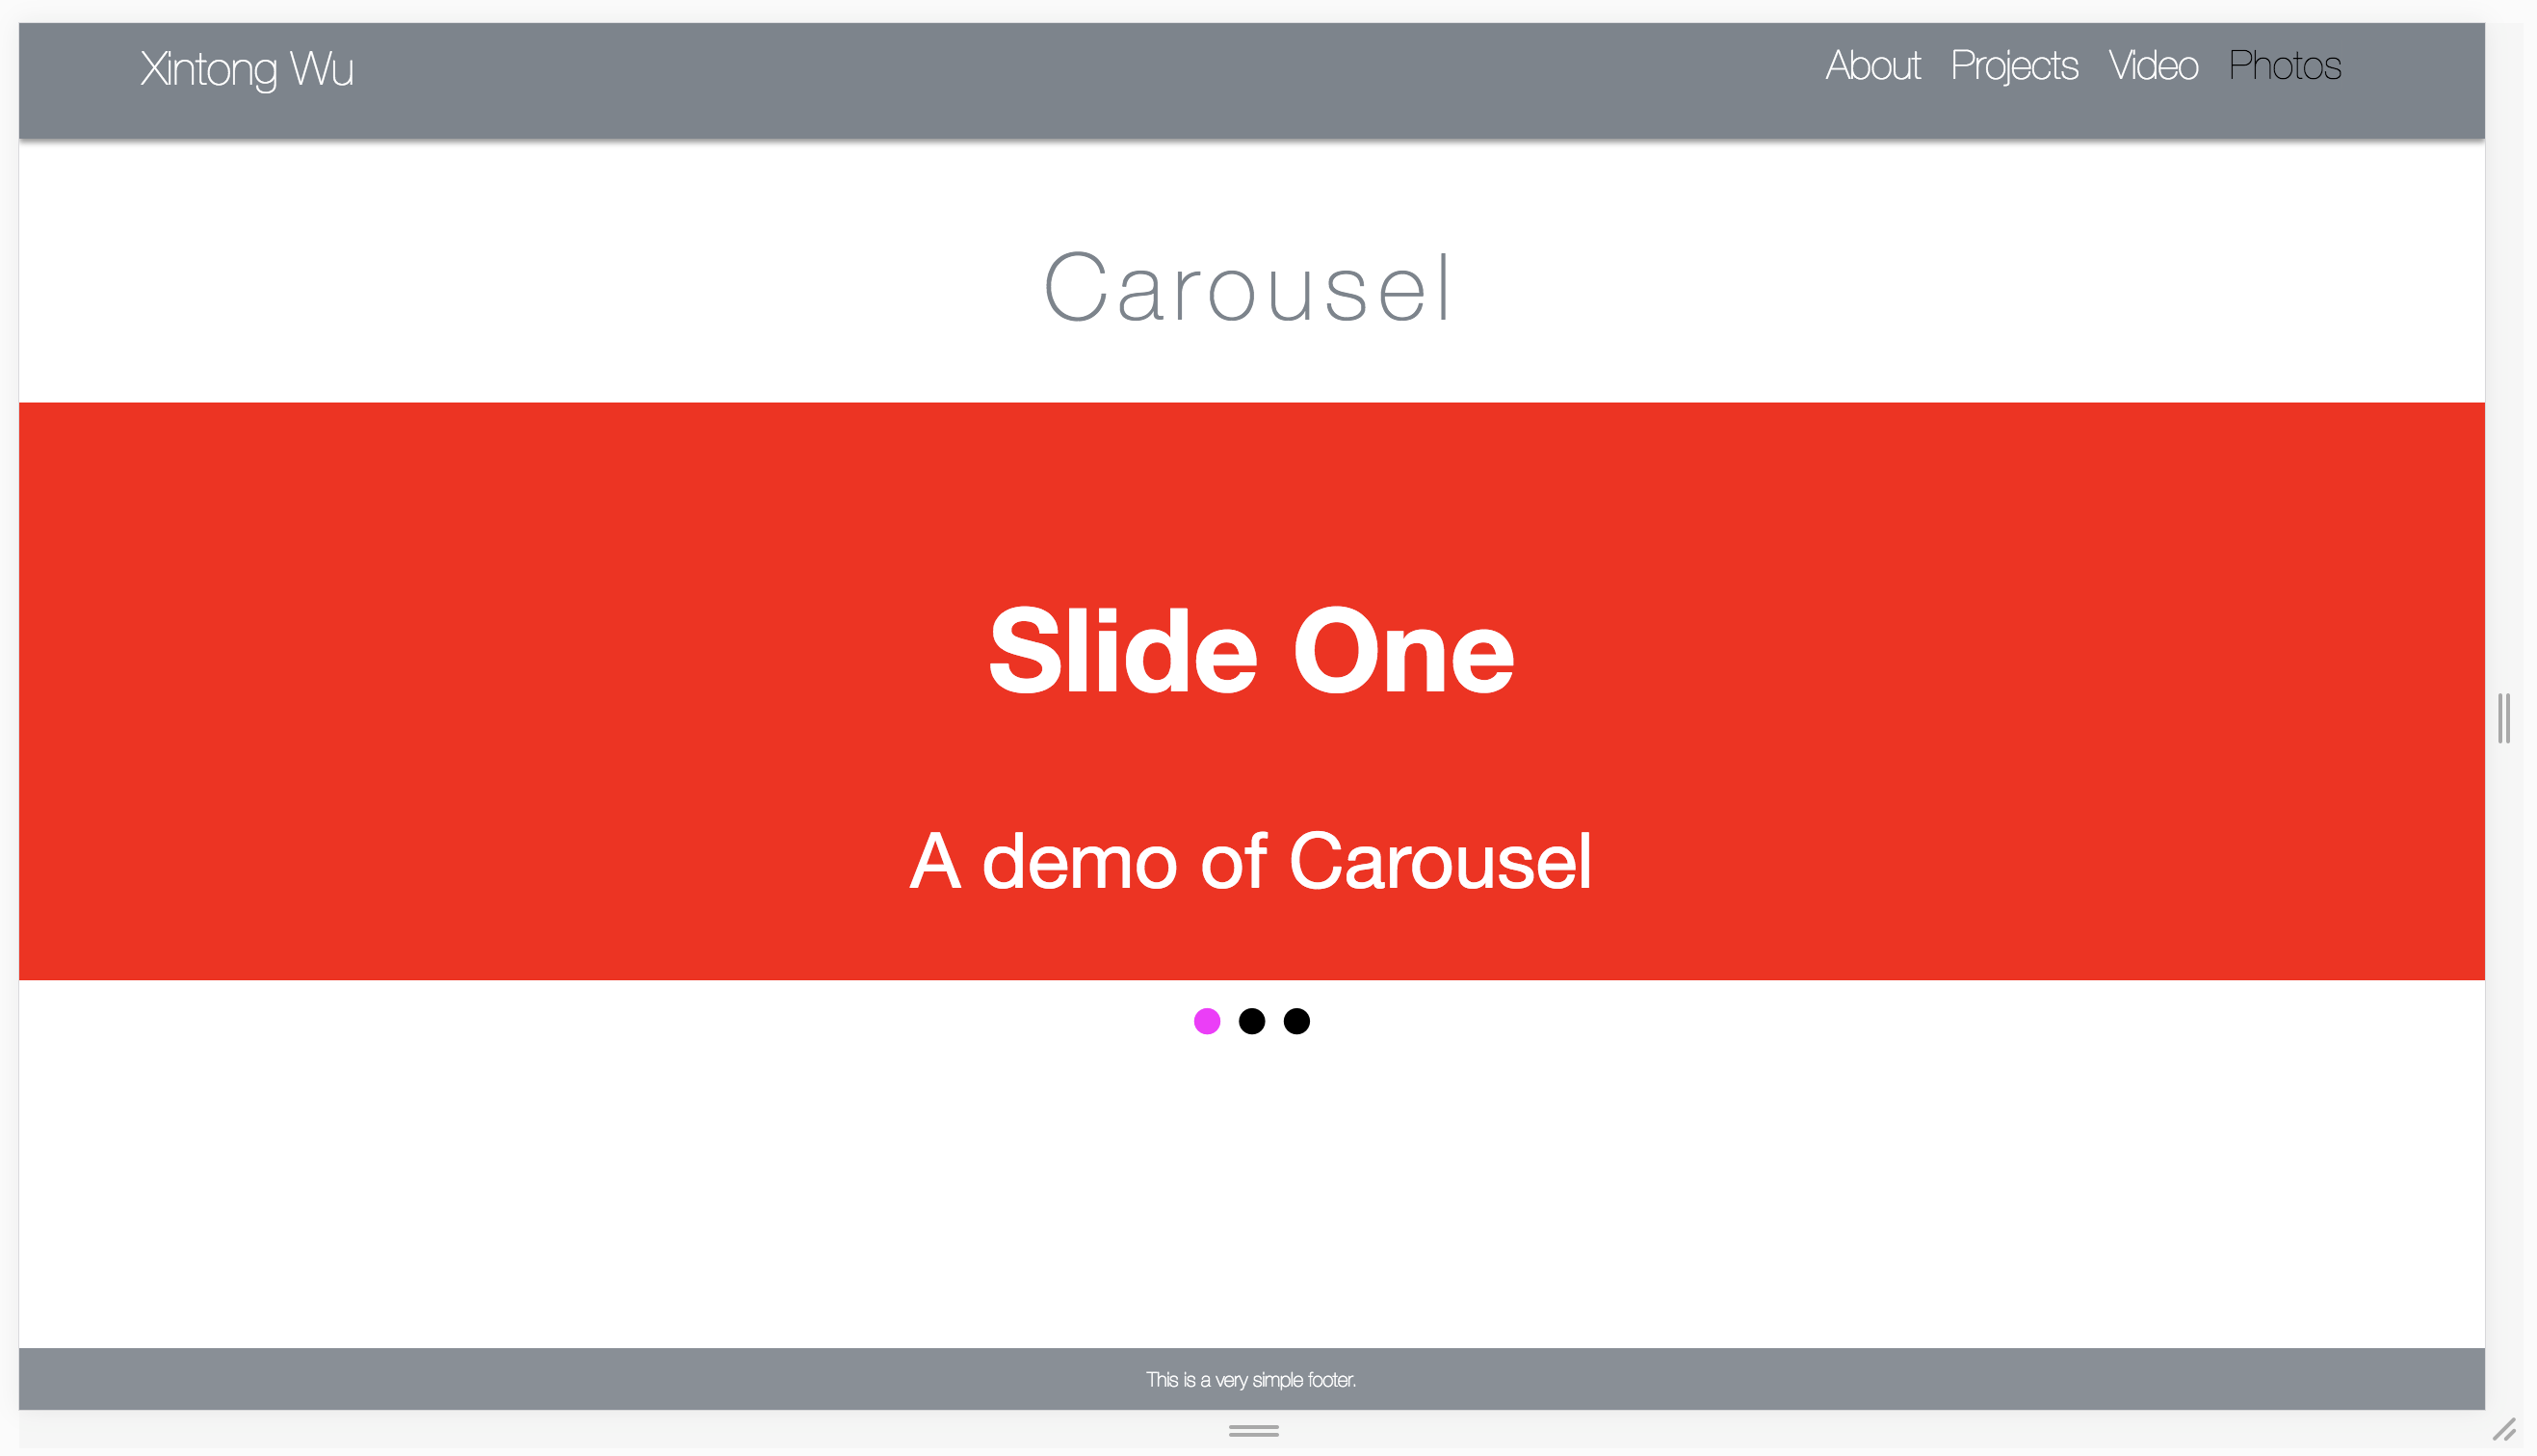 Xintong Wu
About Projects Video Photos
Carousel
Slide One
A demo of Carousel
This is a very simple footer.